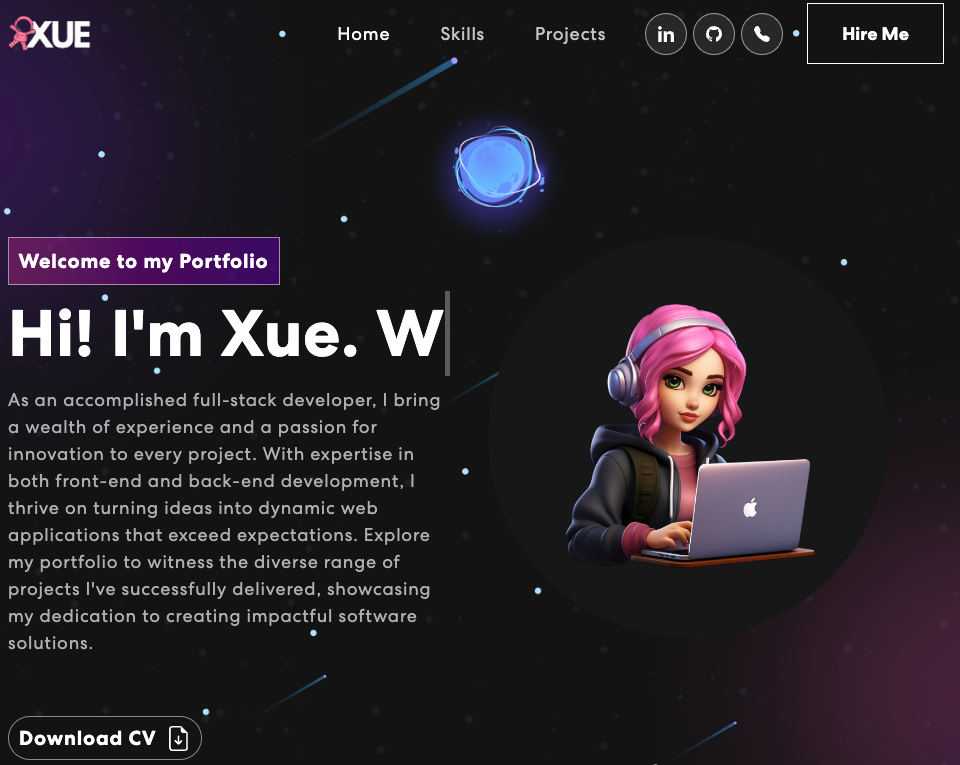 XUE
Home Skills Projects in Hire Me
Welcome to my Portfolio
Hi! I'm Xue. W
As an accomplished full-stack developer, I bring
a wealth of experience and a passion for
innovation to every project. With expertise in
both front-end and back-end development, I
thrive on turning ideas into dynamic web
applications that exceed expectations. Explore
my portfolio to witness the diverse range of
projects I've successfully delivered, showcasing
my dedication to creating impactful software
solutions.
Download CV